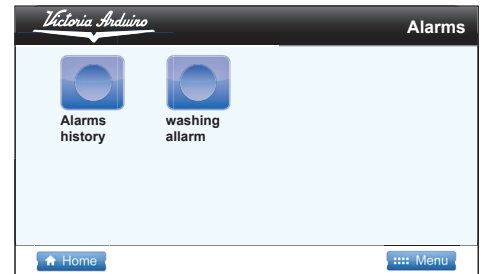 Victoria Arduino
Alarms
Alarms
history
washing
allarm
Home
Menu